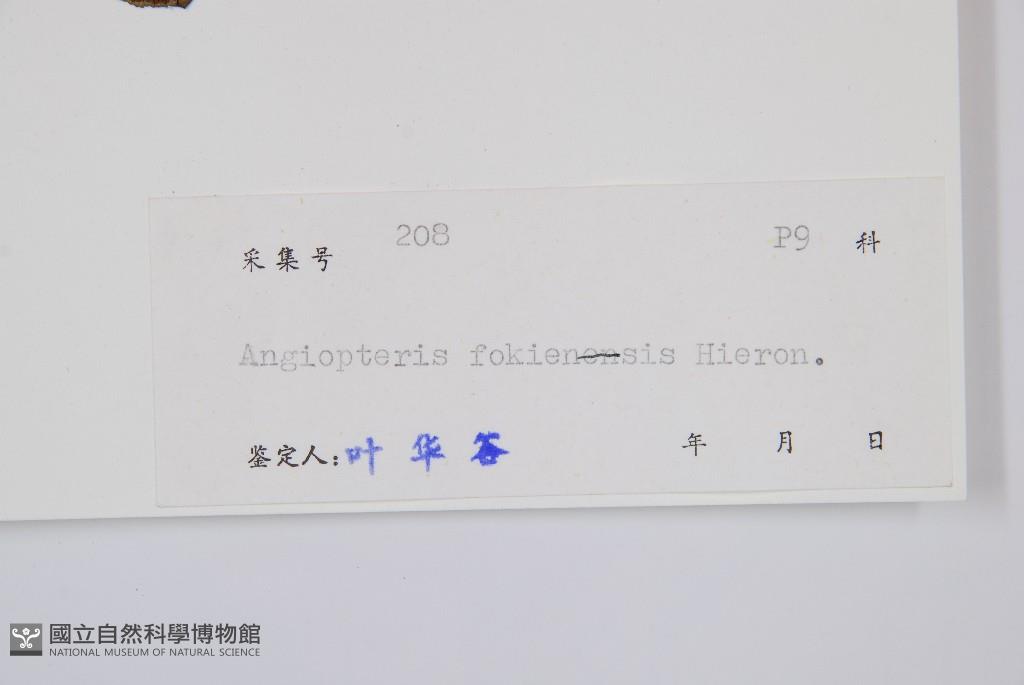 采集号 208 P9 科
Angiopteris fokienensis Hieron.
鉴定人:叶华谷 年 月 日
國立自然科學博物館
NATIONAL MUSEUM OF NATURAL SCIENCE